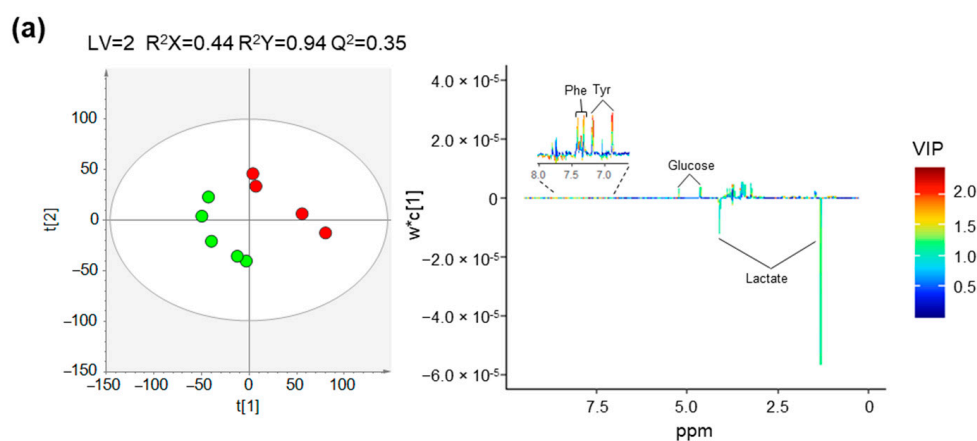 (a)
LV=2 R²X=0.44 R²Y=0.94 Q²=0.35
150
100
50
0
−50
−100
−150
t[2]
−150 −100 −50 0 50 100
t[1]
4.0 × 10⁻⁵
2.0 × 10⁻⁵
0
−2.0 × 10⁻⁵
−4.0 × 10⁻⁵
−6.0 × 10⁻⁵
w*c[1]
Phe Tyr
8.0 7.5 7.0
Glucose
Lactate
7.5 5.0 2.5 0
ppm
VIP
2.0
1.5
1.0
0.5